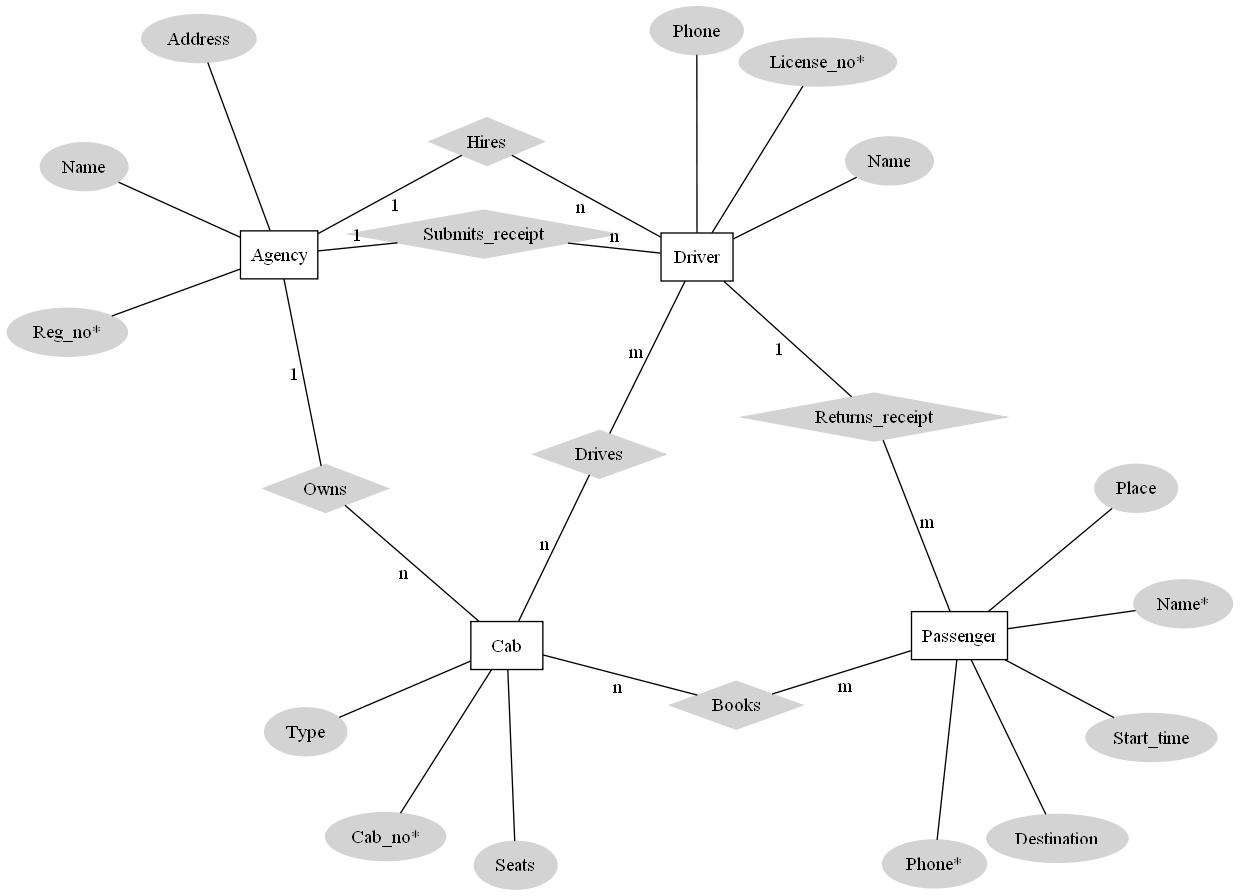 Phone
Address
License_no*
Hires
Name
Name
1
n
Submits_receipt
1
n
Agency
Driver
Reg_no*
1
m
1
Returns_receipt
Drives
Owns
Place
m
n
n
Name*
Passenger
Cab
n
m
Books
Type
Start_time
Cab_no*
Destination
Seats
Phone*